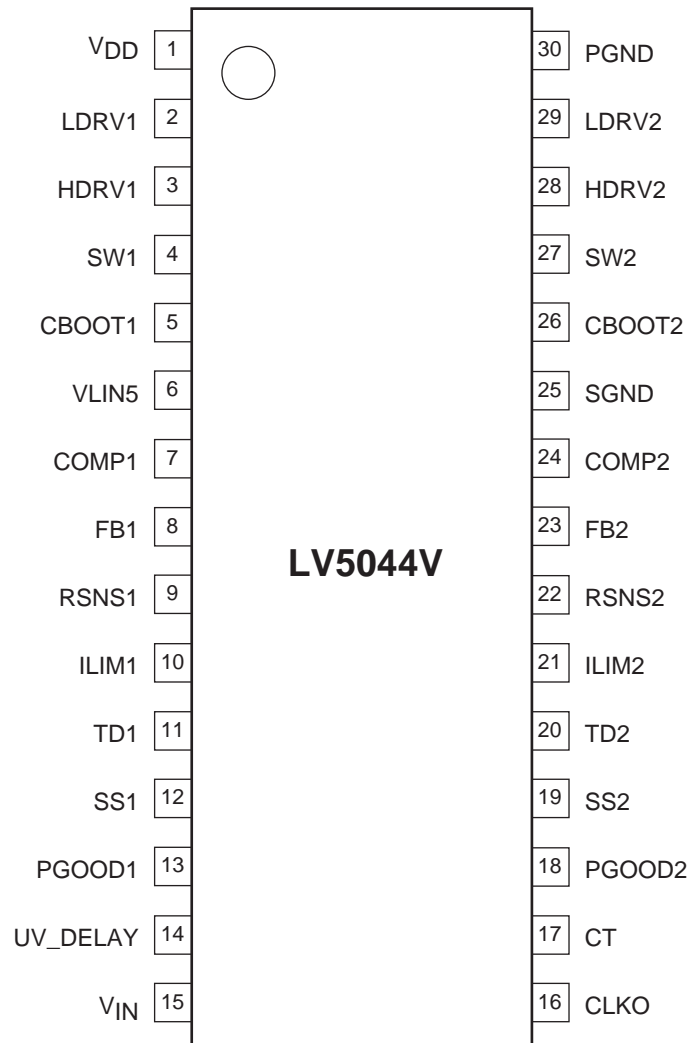 VDD 1 30 PGND
LDRV1 2 29 LDRV2
HDRV1 3 28 HDRV2
SW1 4 27 SW2
CBOOT1 5 26 CBOOT2
VLIN5 6 25 SGND
COMP1 7 24 COMP2
FB1 8 23 FB2
LV5044V
RSNS1 9 22 RSNS2
ILIM1 10 21 ILIM2
TD1 11 20 TD2
SS1 12 19 SS2
PGOOD1 13 18 PGOOD2
UV_DELAY 14 17 CT
VIN 15 16 CLKO